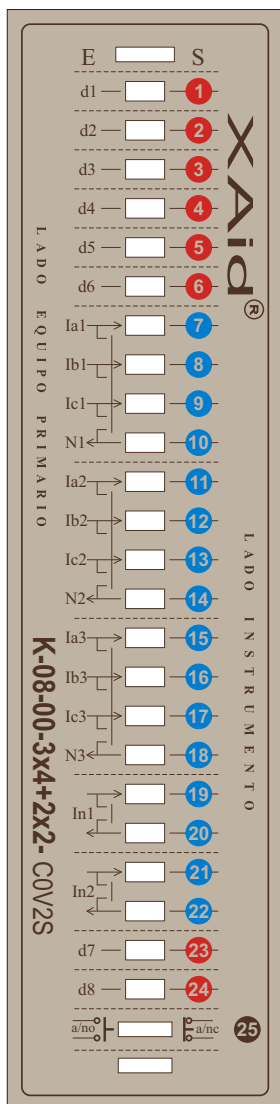 E S
d1 1
d2 2
d3 3
d4 4
d5 5
d6 6
Ia1 7
Ib1 8
Ic1 9
N1 10
Ia2 11
Ib2 12
Ic2 13
N2 14
Ia3 15
Ib3 16
Ic3 17
N3 18
In1 19
20
In2 21
22
d7 23
d8 24
a/no a/nc 25
XAid®
LADO EQUIPO PRIMARIO
LADO INSTRUMENTO
K-08-00-3x4+2x2- C0V2S